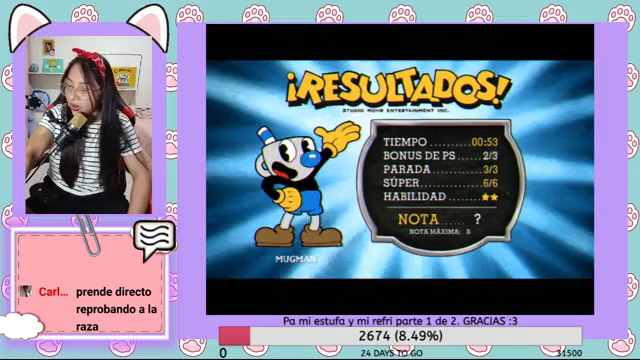 ¡RESULTADOS!
STUDIO MDHR ENTERTAINMENT INC.
TIEMPO ......... 00:53
BONUS DE PS ..... 2/3
PARADA ......... 3/3
SÚPER ......... 6/6
HABILIDAD ......
NOTA ...... ?
NOTA MÁXIMA: S
MUGMAN
Carl... prende directo
reprobando a la
raza
Pa mi estufa y mi refri parte 1 de 2. GRACIAS :3
2674 (8.49%)
0 24 DAYS TO GO 31500